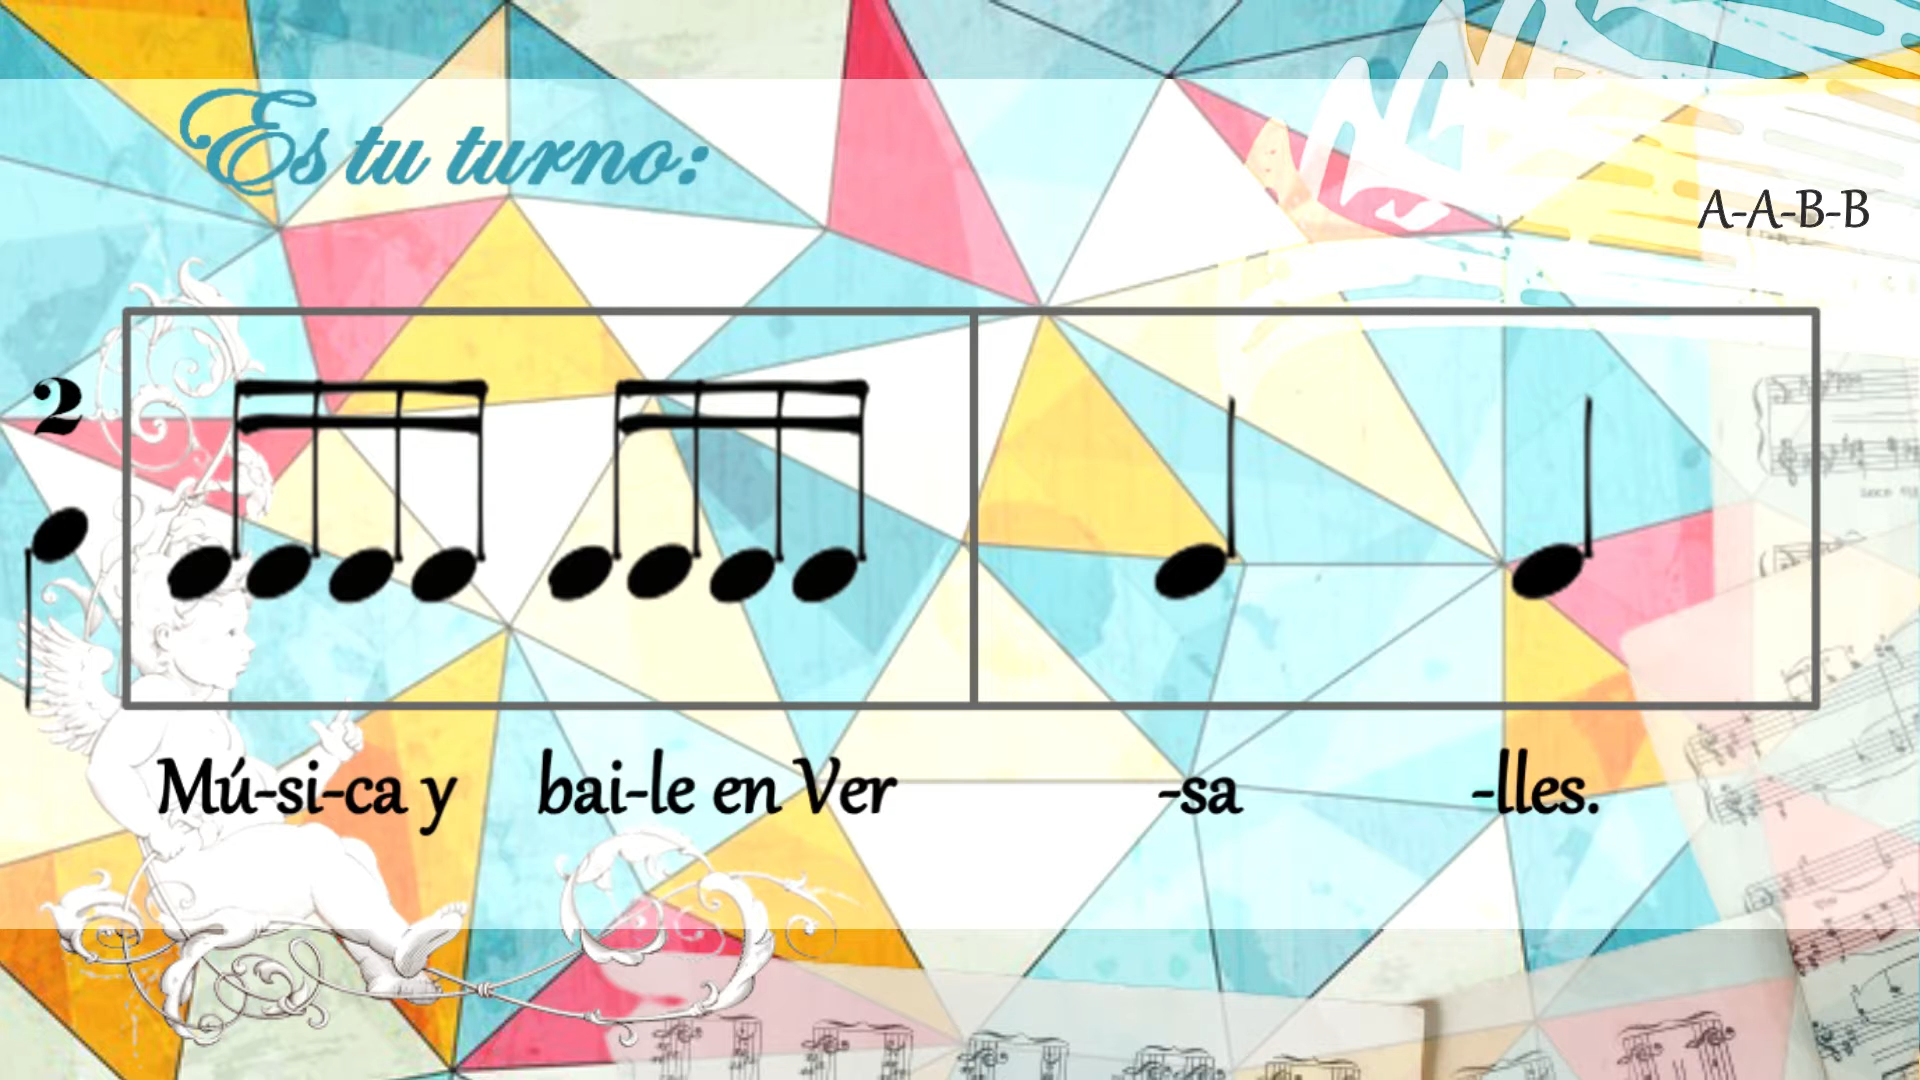 Es tu turno:
A-A-B-B
2
Mú-si-ca y bai-le en Ver -sa -lles.